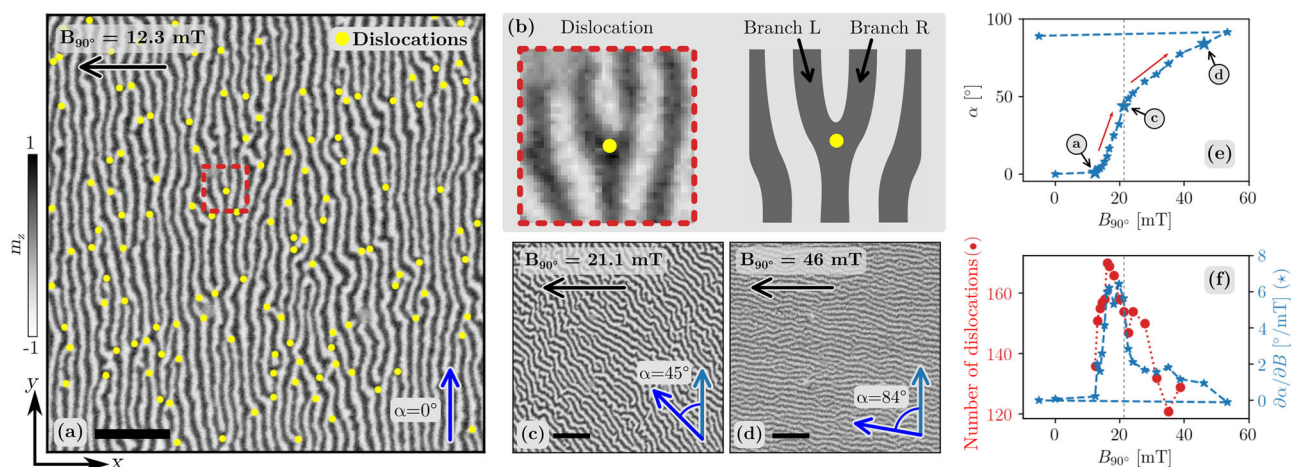 B90° = 12.3 mT
Dislocations
1
mz
-1
y
x
(a)
α=0°
(b)
Dislocation
Branch L
Branch R
B90° = 21.1 mT
α=45°
(c)
B90° = 46 mT
α=84°
(d)
100
50
0
α [°]
a
c
d
(e)
0
20
40
60
B90° [mT]
Number of dislocations(●)
160
140
120
(f)
8
6
4
2
0
∂α/∂B [°/mT] (⋆)
0
20
40
60
B90° [mT]